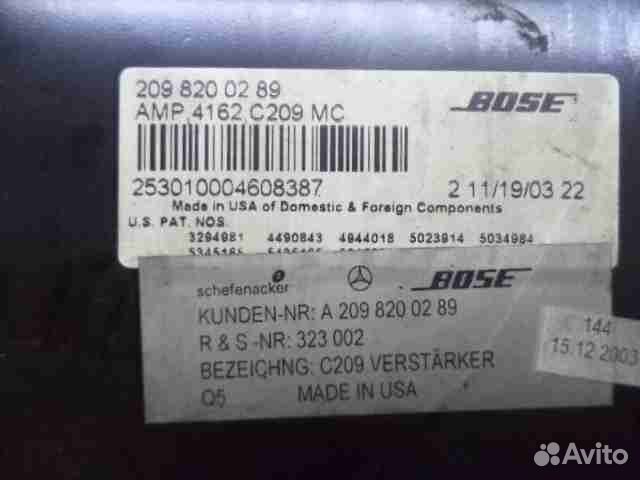 209 820 02 89
AMP 4162 C209 MC
BOSE
253010004608387
2 11/19/03 22
Made in USA of Domestic & Foreign Components
U.S. PAT. NOS.
3294981 4490843 4944018 5023914 5034984
schefenacker
BOSE
KUNDEN-NR: A 209 820 02 89
R & S -NR: 323 002
BEZEICHNG: C209 VERSTÄRKER
Q5 MADE IN USA
144
15.12.2003
Avito